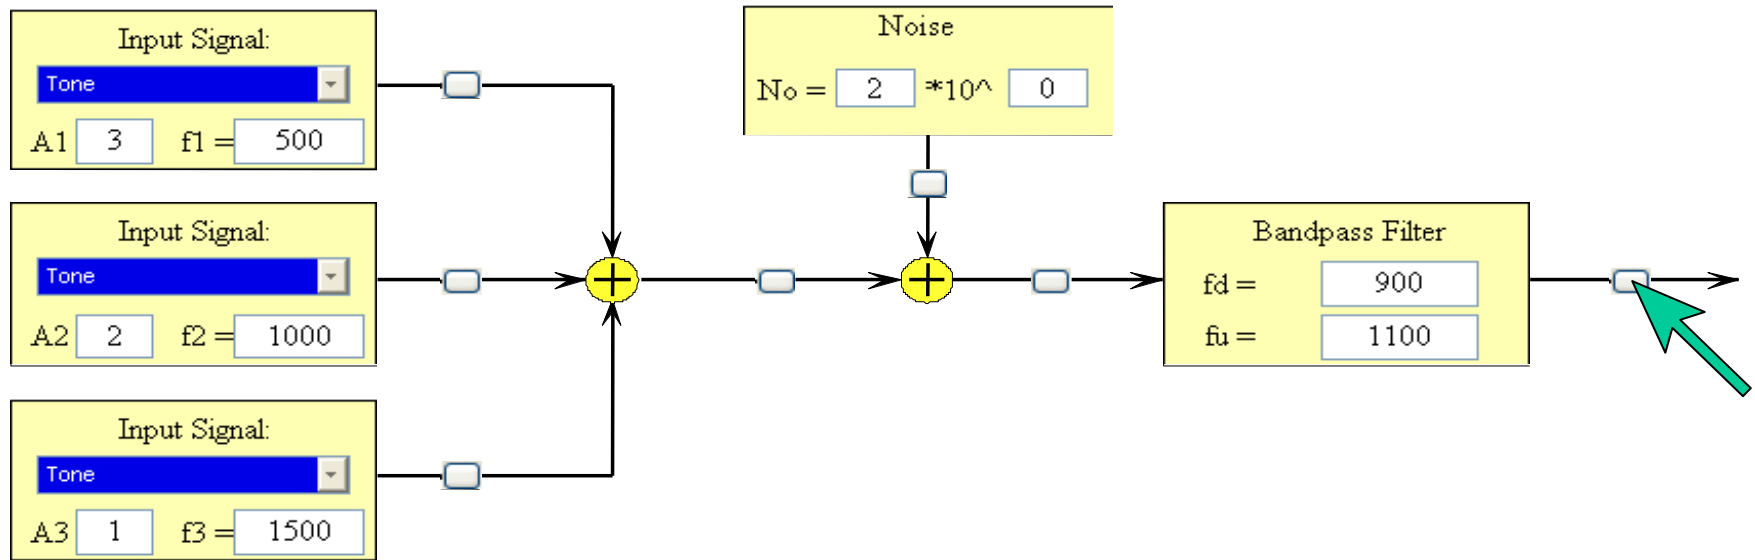 Input Signal:
Tone
A1 3 f1 = 500
Input Signal:
Tone
A2 2 f2 = 1000
Input Signal:
Tone
A3 1 f3 = 1500
Noise
No = 2 *10^ 0
Bandpass Filter
fd = 900
fu = 1100